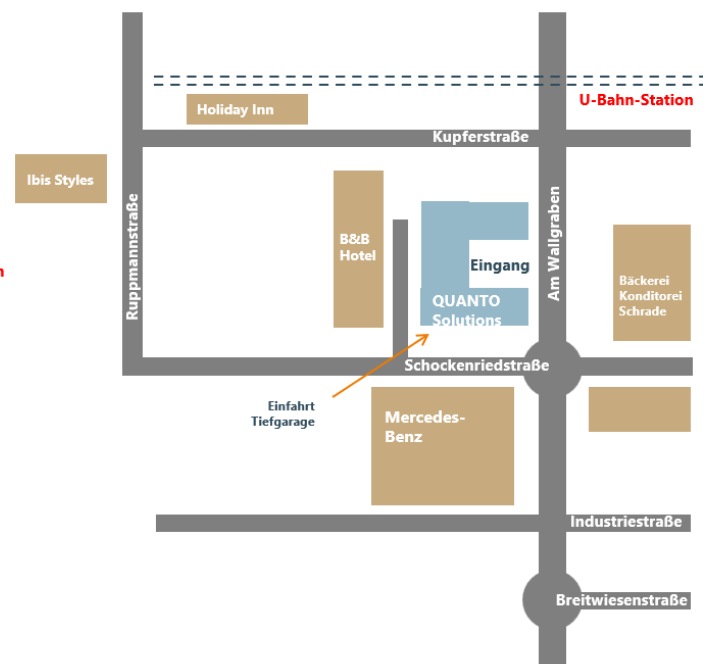 U-Bahn-Station
Holiday Inn
Kupferstraße
Ibis Styles
Ruppmannstraße
B&B
Hotel
Am Wallgraben
Eingang
Bäckerei
Konditorei
Schrade
QUANTO
Solutions
Schockenriedstraße
Einfahrt
Tiefgarage
Mercedes-
Benz
Industriestraße
Breitwiesenstraße